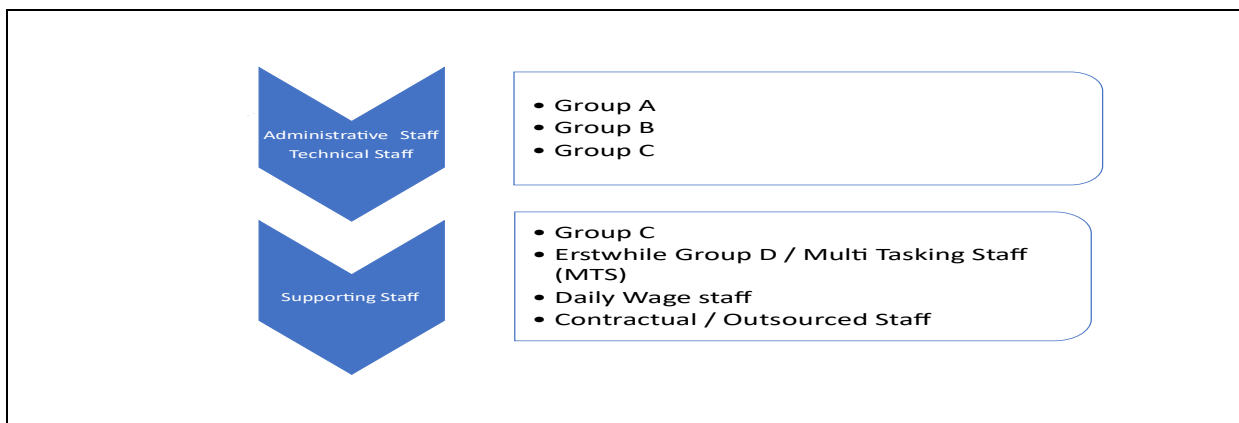 Administrative Staff
Technical Staff
• Group A
• Group B
• Group C
Supporting Staff
• Group C
• Erstwhile Group D / Multi Tasking Staff
(MTS)
• Daily Wage staff
• Contractual / Outsourced Staff